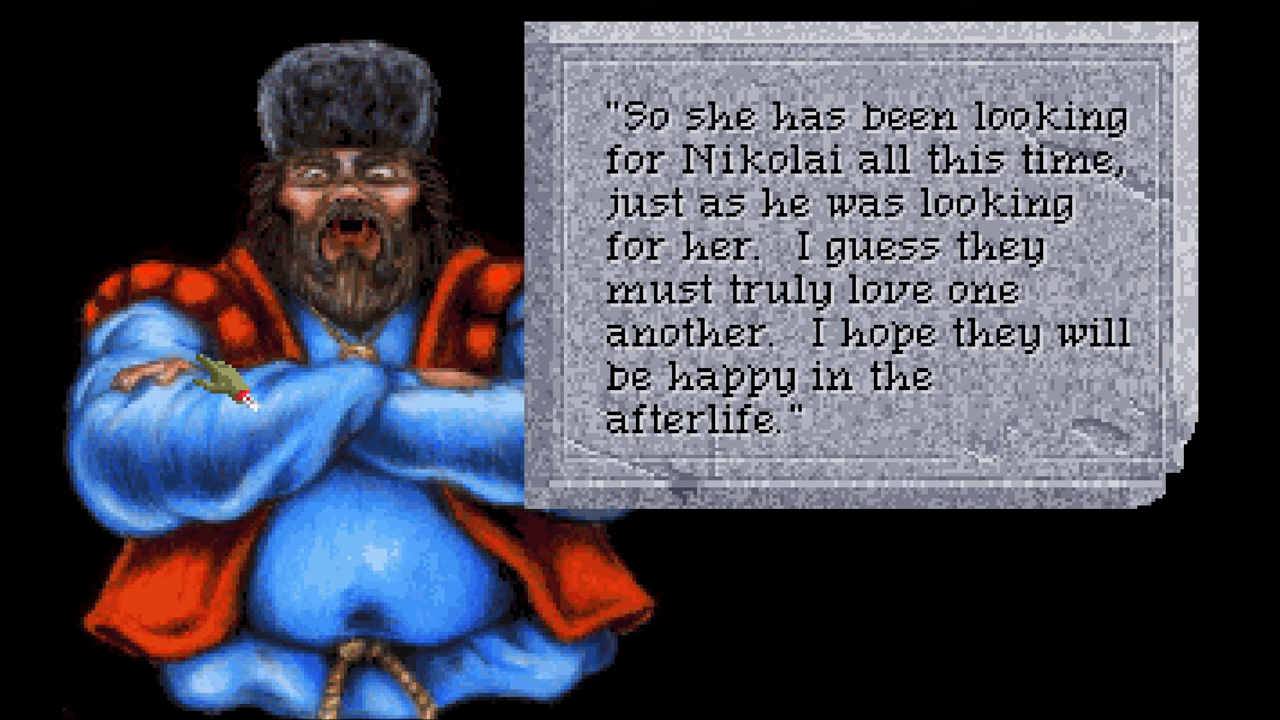 "So she has been looking
for Nikolai all this time,
just as he was looking
for her.  I guess they
must truly love one
another.  I hope they will
be happy in the
afterlife."